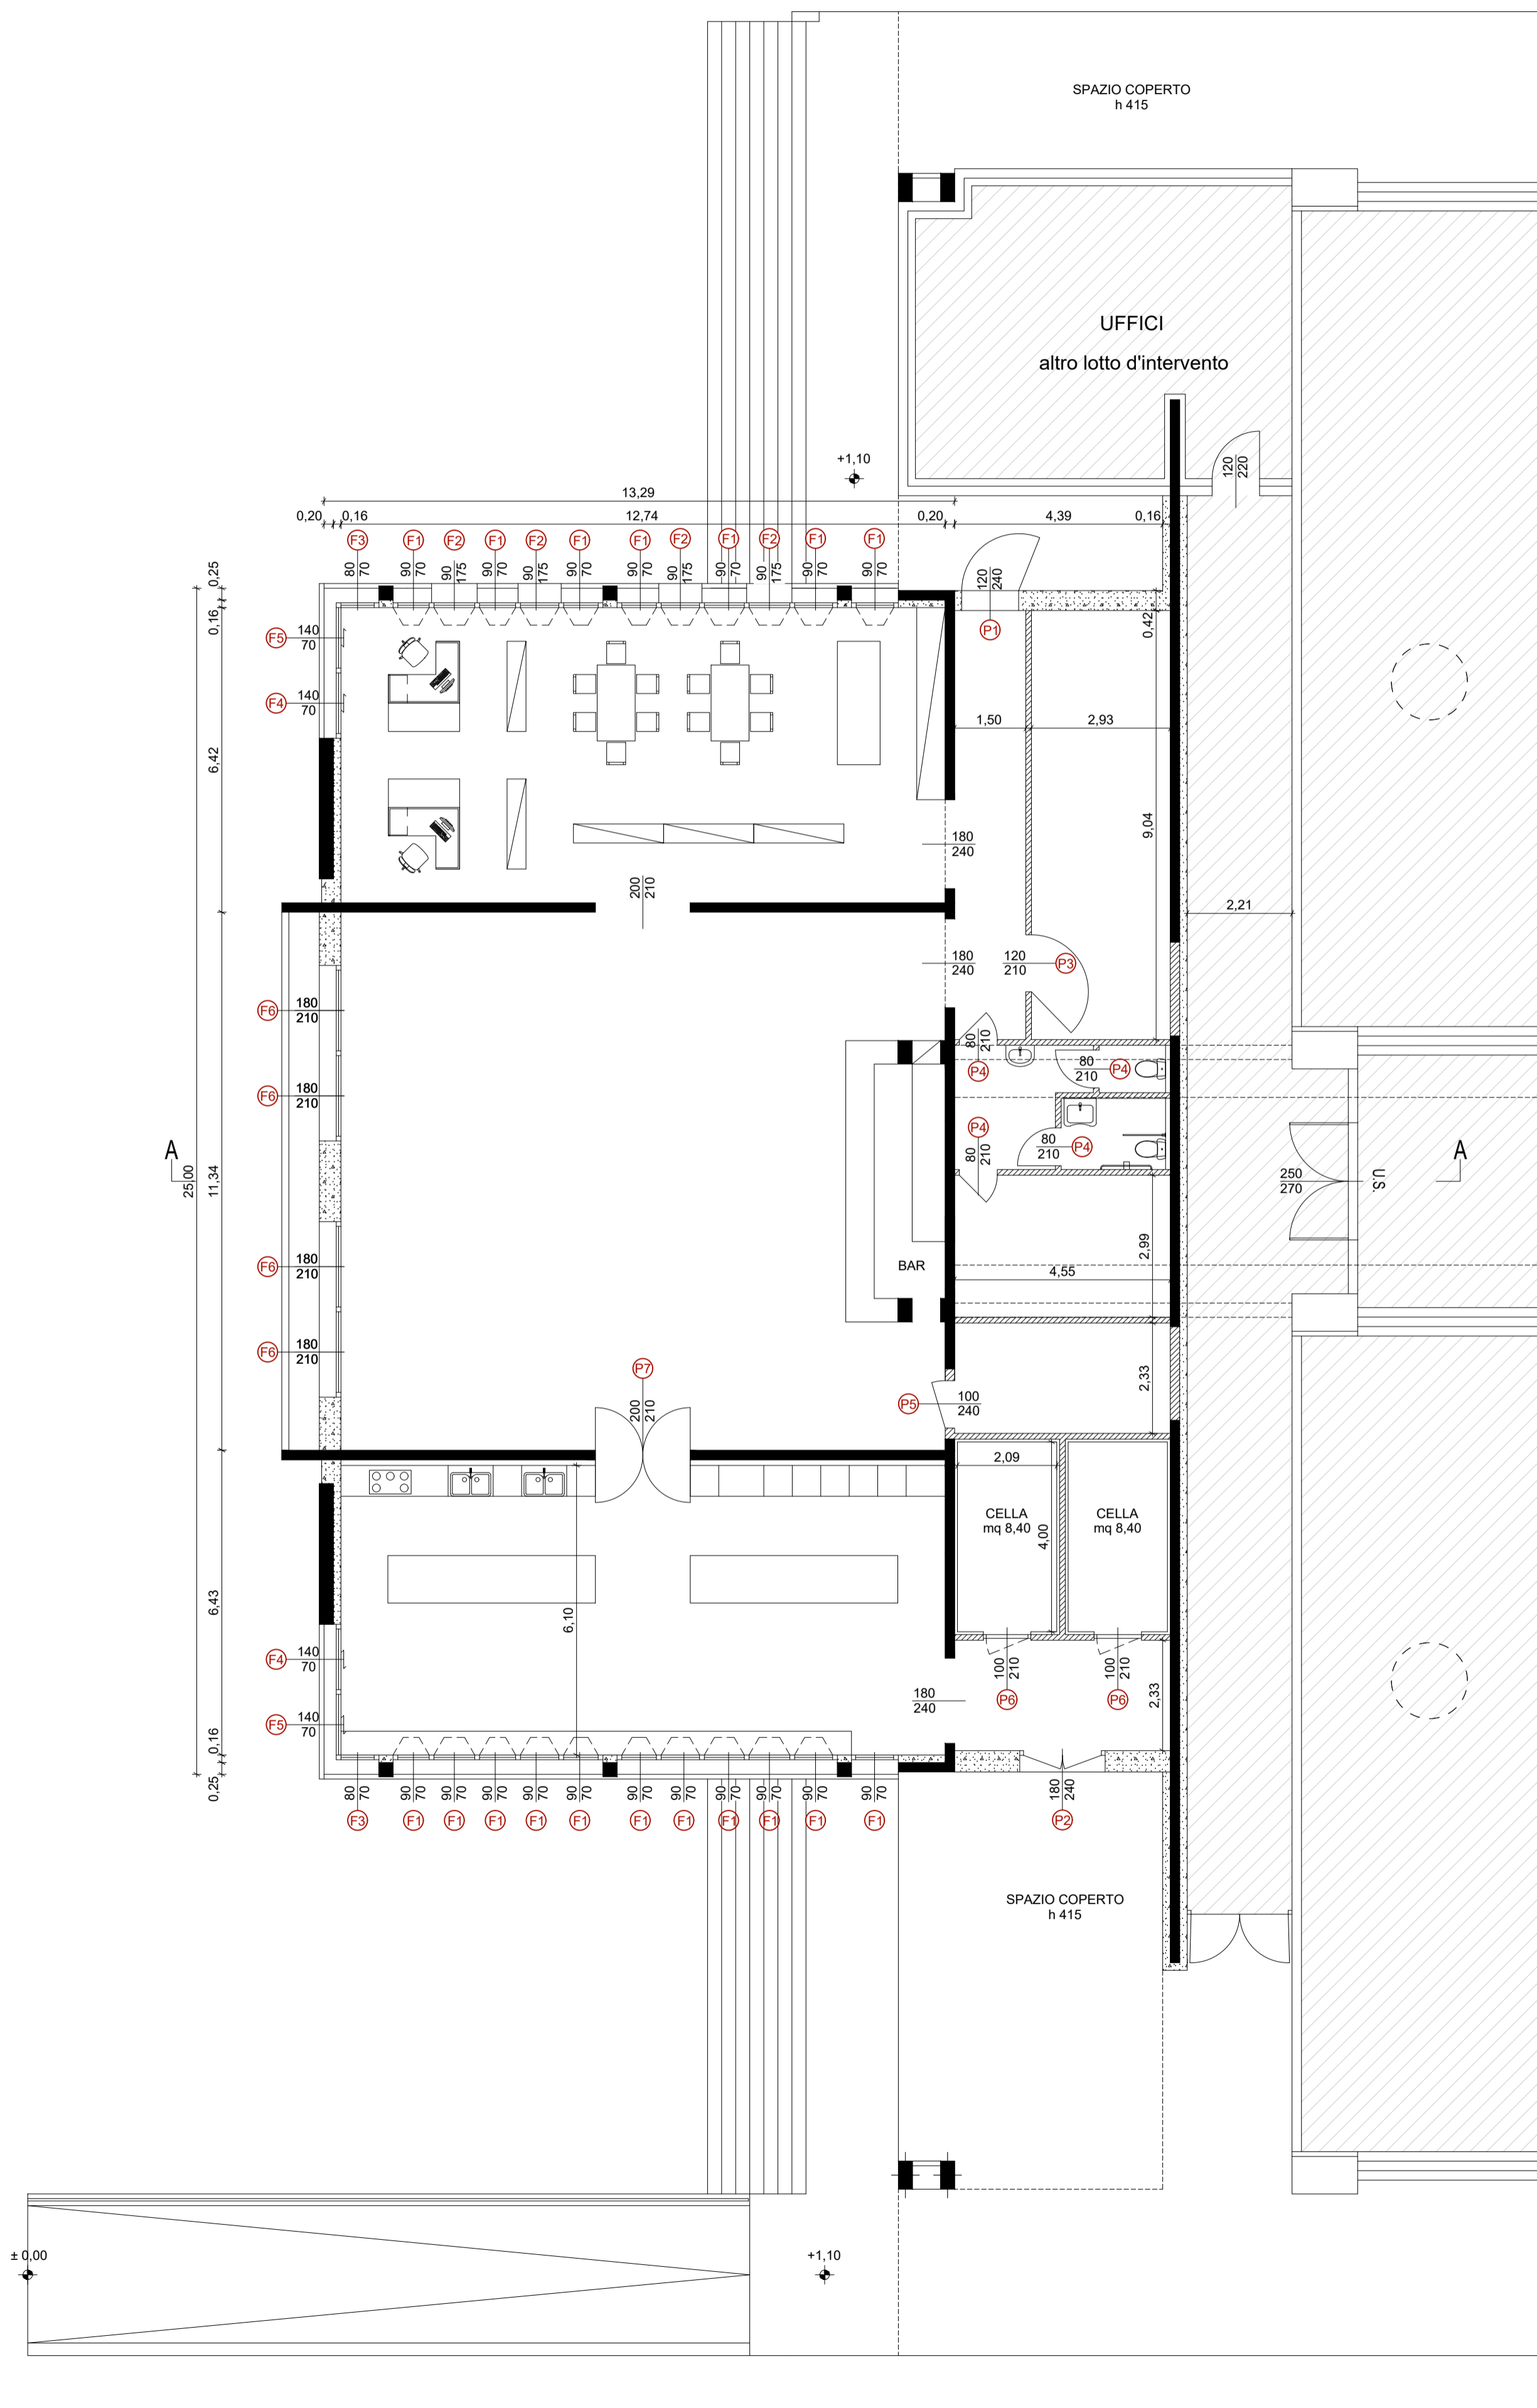 SPAZIO COPERTO
h 415
UFFICI
altro lotto d'intervento
120
220
+1,10
13,29
0,20
0,16
12,74
0,20
4,39
0,16
F3
F1
F2
F1
F2
F1
F1
F2
F1
F2
F1
F1
80
70
90
70
90
175
90
70
90
175
90
70
90
70
90
175
90
70
90
175
90
70
90
70
120
240
P1
0,25
0,16
0,42
F5
140
70
F4
140
70
1,50
2,93
6,42
9,04
180
240
200
210
2,21
180
240
120
210
P3
F6
180
210
80
210
P4
80
210
P4
F6
180
210
P4
80
210
80
210
P4
A
A
25,00
11,34
250
270
U.S.
2,99
F6
180
210
BAR
4,55
F6
180
210
P7
200
210
2,33
P5
100
240
2,09
CELLA
mq 8,40
4,00
CELLA
mq 8,40
6,43
6,10
F4
140
70
100
210
P6
100
210
P6
2,33
180
240
F5
140
70
0,16
0,25
80
70
90
70
90
70
90
70
90
70
90
70
90
70
90
70
90
70
90
70
90
70
90
70
180
240
F3
F1
F1
F1
F1
F1
F1
F1
F1
F1
F1
F1
P2
SPAZIO COPERTO
h 415
± 0,00
+1,10